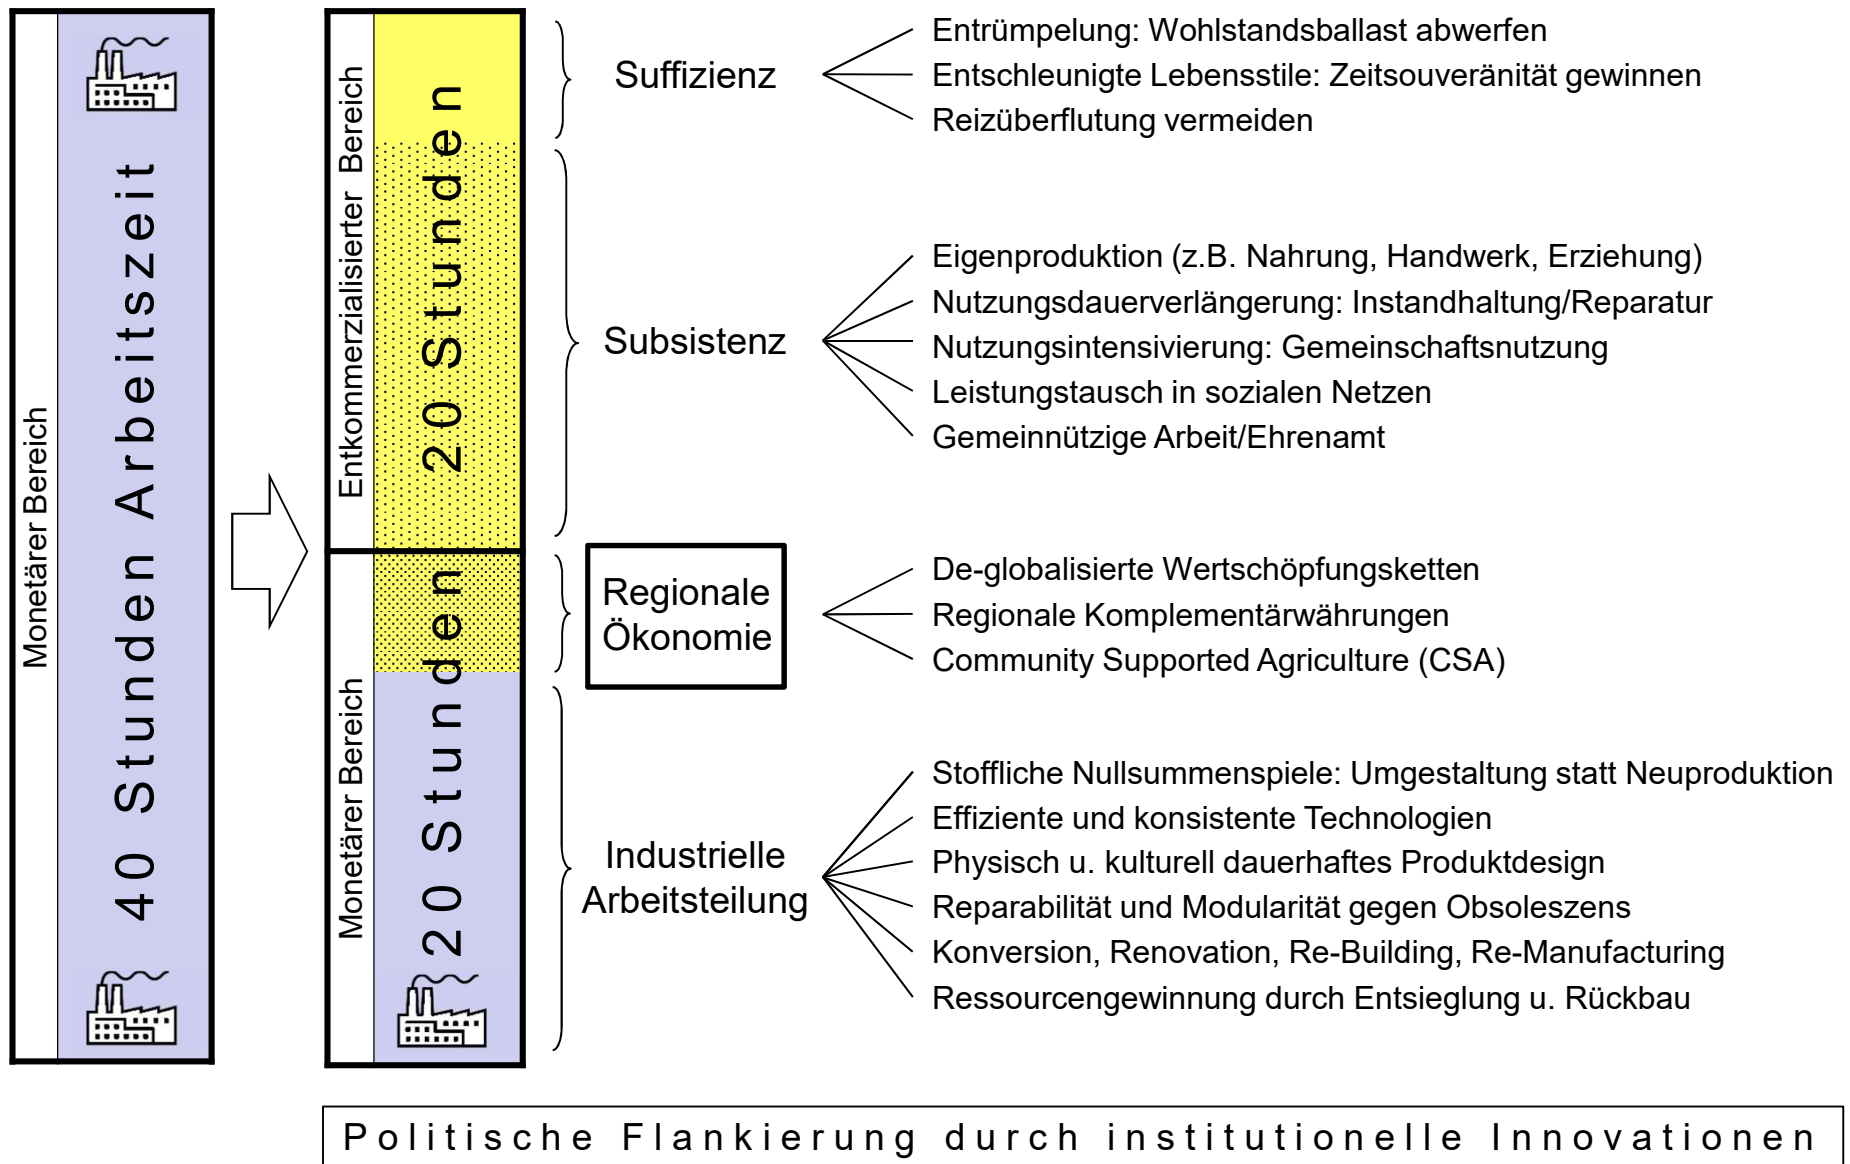 Monetärer Bereich
40 Stunden Arbeitszeit
Entkommerzialisierter Bereich
20 Stunden
Monetärer Bereich
20 Stunden
Suffizienz
Entrümpelung: Wohlstandsballast abwerfen
Entschleunigte Lebensstile: Zeitsouveränität gewinnen
Reizüberflutung vermeiden
Subsistenz
Eigenproduktion (z.B. Nahrung, Handwerk, Erziehung)
Nutzungsdauerverlängerung: Instandhaltung/Reparatur
Nutzungsintensivierung: Gemeinschaftsnutzung
Leistungstausch in sozialen Netzen
Gemeinnützige Arbeit/Ehrenamt
Regionale
Ökonomie
De-globalisierte Wertschöpfungsketten
Regionale Komplementärwährungen
Community Supported Agriculture (CSA)
Industrielle
Arbeitsteilung
Stoffliche Nullsummenspiele: Umgestaltung statt Neuproduktion
Effiziente und konsistente Technologien
Physisch u. kulturell dauerhaftes Produktdesign
Reparabilität und Modularität gegen Obsoleszens
Konversion, Renovation, Re-Building, Re-Manufacturing
Ressourcengewinnung durch Entsieglung u. Rückbau
Politische Flankierung durch institutionelle Innovationen